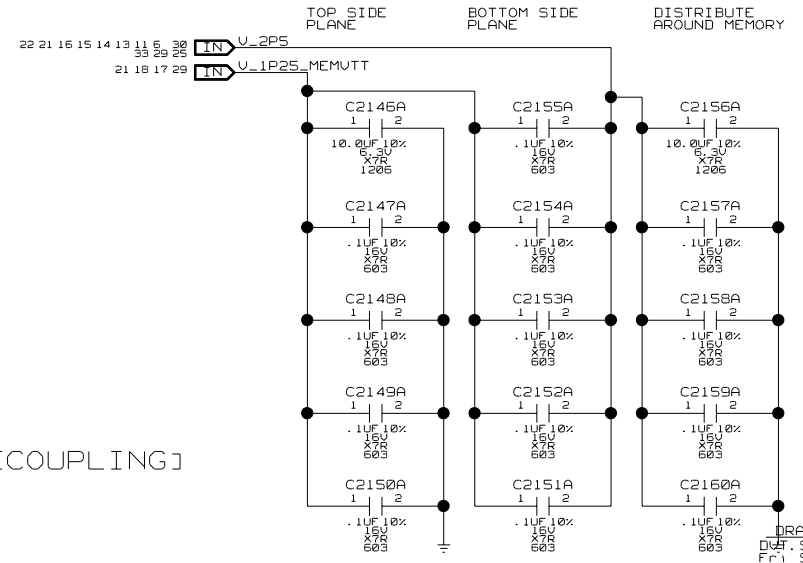 TOP SIDE
PLANE
BOTTOM SIDE
PLANE
DISTRIBUTE
AROUND MEMORY
22 21 16 15 14 13 11 6 30
33 29 25
IN
V_2P5
21 18 17 29
IN
V_1P25_MEMVTT
C2146A
1 2
10.0UF 10%
6.3V
X7R
1206
C2155A
1 2
.1UF 10%
16V
X7R
603
C2156A
1 2
10.0UF 10%
6.3V
X7R
1206
C2147A
1 2
.1UF 10%
16V
X7R
603
C2154A
1 2
.1UF 10%
16V
X7R
603
C2157A
1 2
.1UF 10%
16V
X7R
603
C2148A
1 2
.1UF 10%
16V
X7R
603
C2153A
1 2
.1UF 10%
16V
X7R
603
C2158A
1 2
.1UF 10%
16V
X7R
603
C2149A
1 2
.1UF 10%
16V
X7R
603
C2152A
1 2
.1UF 10%
16V
X7R
603
C2159A
1 2
.1UF 10%
16V
X7R
603
COUPLING]
C2150A
1 2
.1UF 10%
16V
X7R
603
C2151A
1 2
.1UF 10%
16V
X7R
603
C2160A
1 2
.1UF 10%
16V
X7R
603
DRA